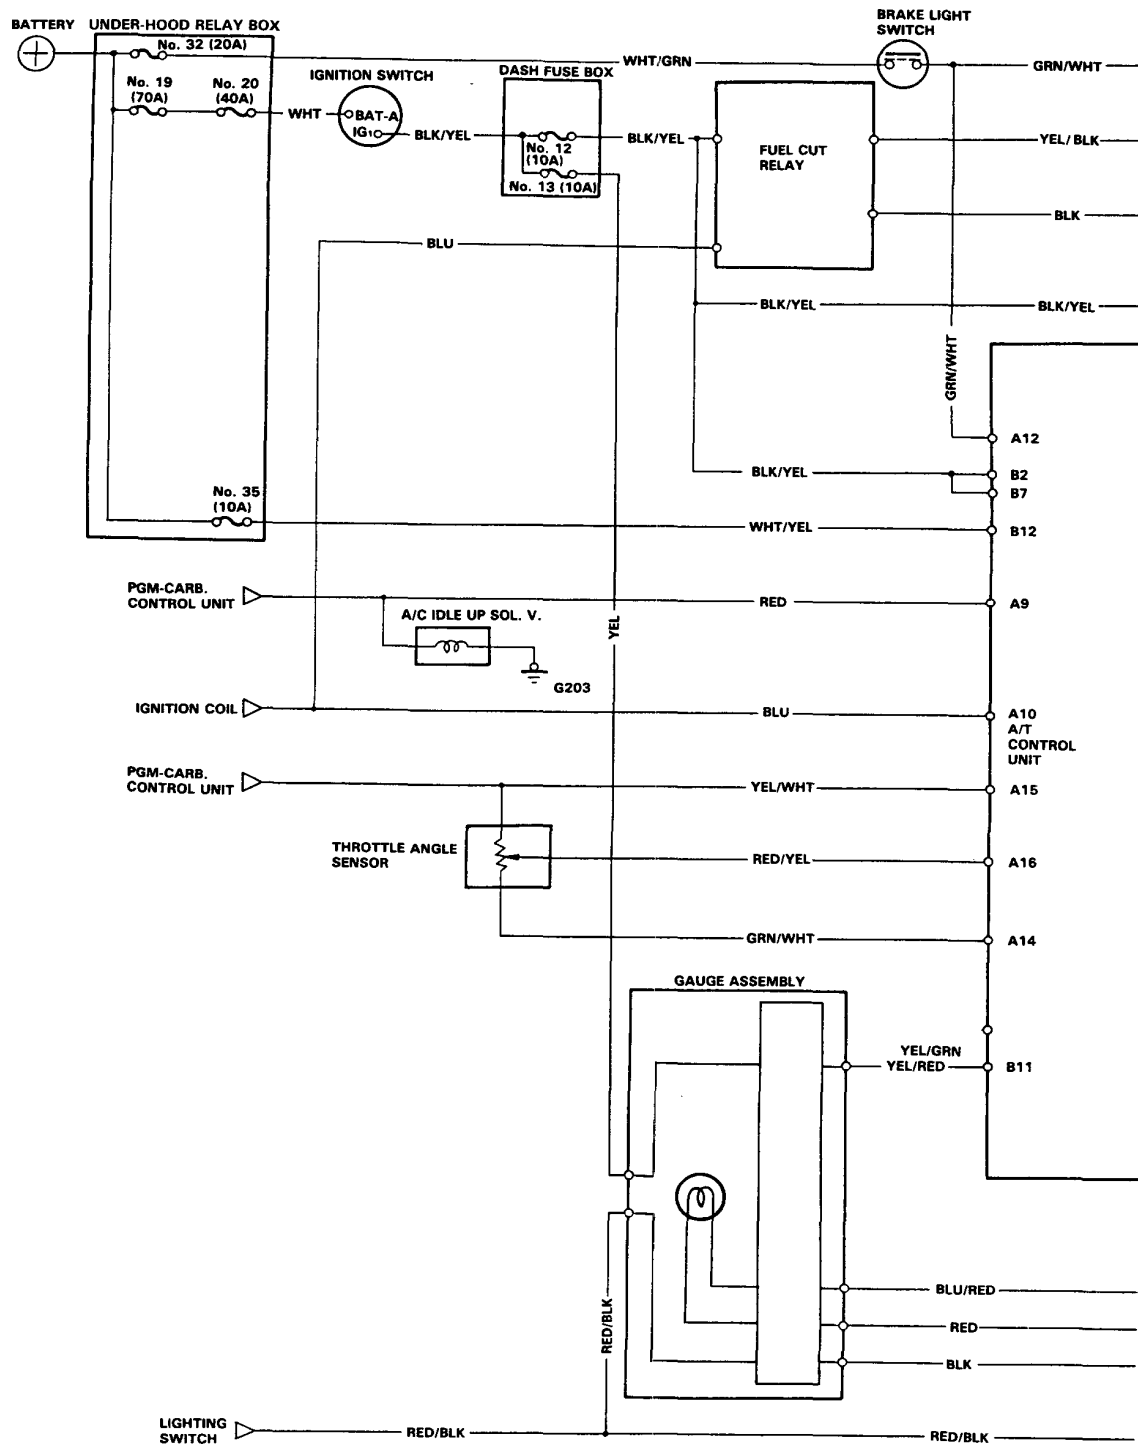 BATTERY
UNDER-HOOD RELAY BOX
BRAKE LIGHT
SWITCH
No. 32 (20A)
WHT/GRN
GRN/WHT
No. 19
(70A)
No. 20
(40A)
IGNITION SWITCH
DASH FUSE BOX
WHT
BAT-A
IG1
BLK/YEL
No. 12
(10A)
No. 13 (10A)
BLK/YEL
FUEL CUT
RELAY
YEL/BLK
BLK
BLU
BLK/YEL
BLK/YEL
GRN/WHT
A12
BLK/YEL
B2
B7
No. 35
(10A)
WHT/YEL
B12
PGM-CARB.
CONTROL UNIT
RED
A9
A/C IDLE UP SOL. V.
YEL
G203
IGNITION COIL
BLU
A10
A/T
CONTROL
UNIT
PGM-CARB.
CONTROL UNIT
YEL/WHT
A15
THROTTLE ANGLE
SENSOR
RED/YEL
A16
GRN/WHT
A14
GAUGE ASSEMBLY
YEL/GRN
YEL/RED
B11
BLU/RED
RED/BLK
RED
BLK
LIGHTING
SWITCH
RED/BLK
RED/BLK